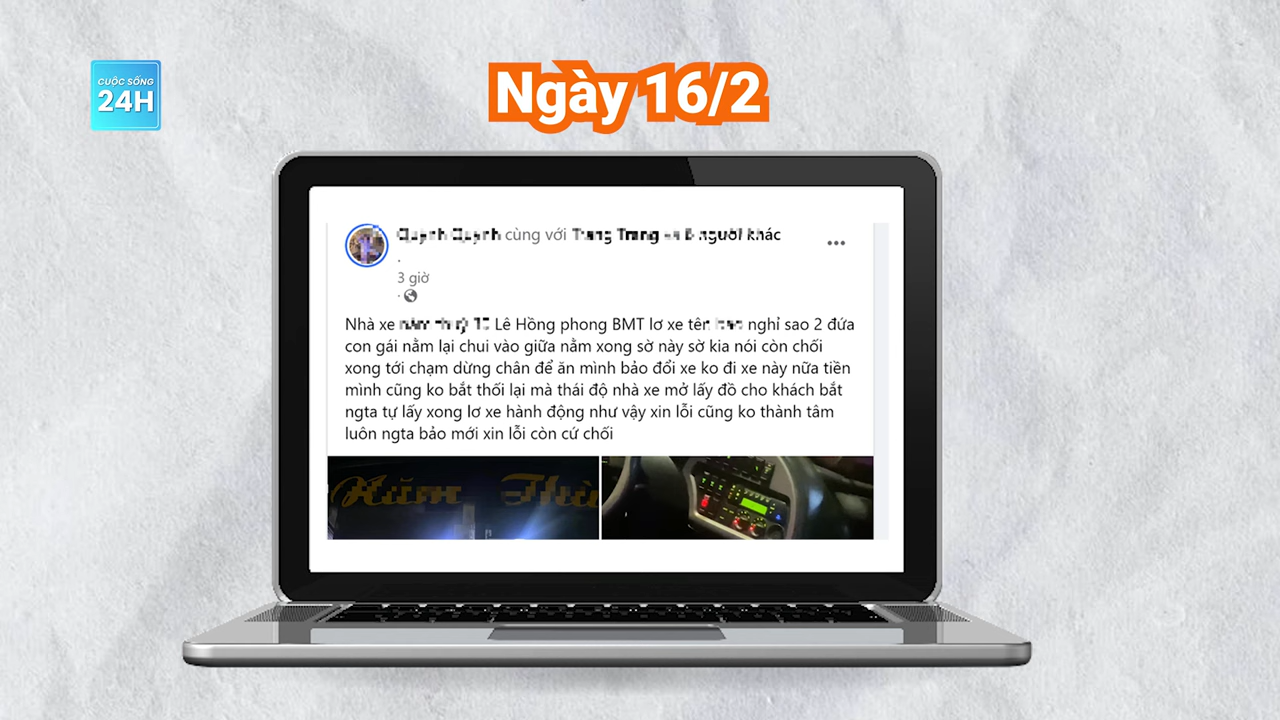 CUỘC SỐNG
24H
Ngày 16/2
cùng với người khác
3 giờ
Nhà xe Lê Hồng phong BMT lơ xe tên nghỉ sao 2 đứa
con gái nằm lại chui vào giữa nằm xong sờ này sờ kia nói còn chối
xong tới chạm dừng chân để ăn mình bảo đổi xe ko đi xe này nữa tiền
mình cũng ko bắt thối lại mà thái độ nhà xe mở lấy đồ cho khách bắt
ngta tự lấy xong lơ xe hành động như vậy xin lỗi cũng ko thành tâm
luôn ngta bảo mới xin lỗi còn cứ chối